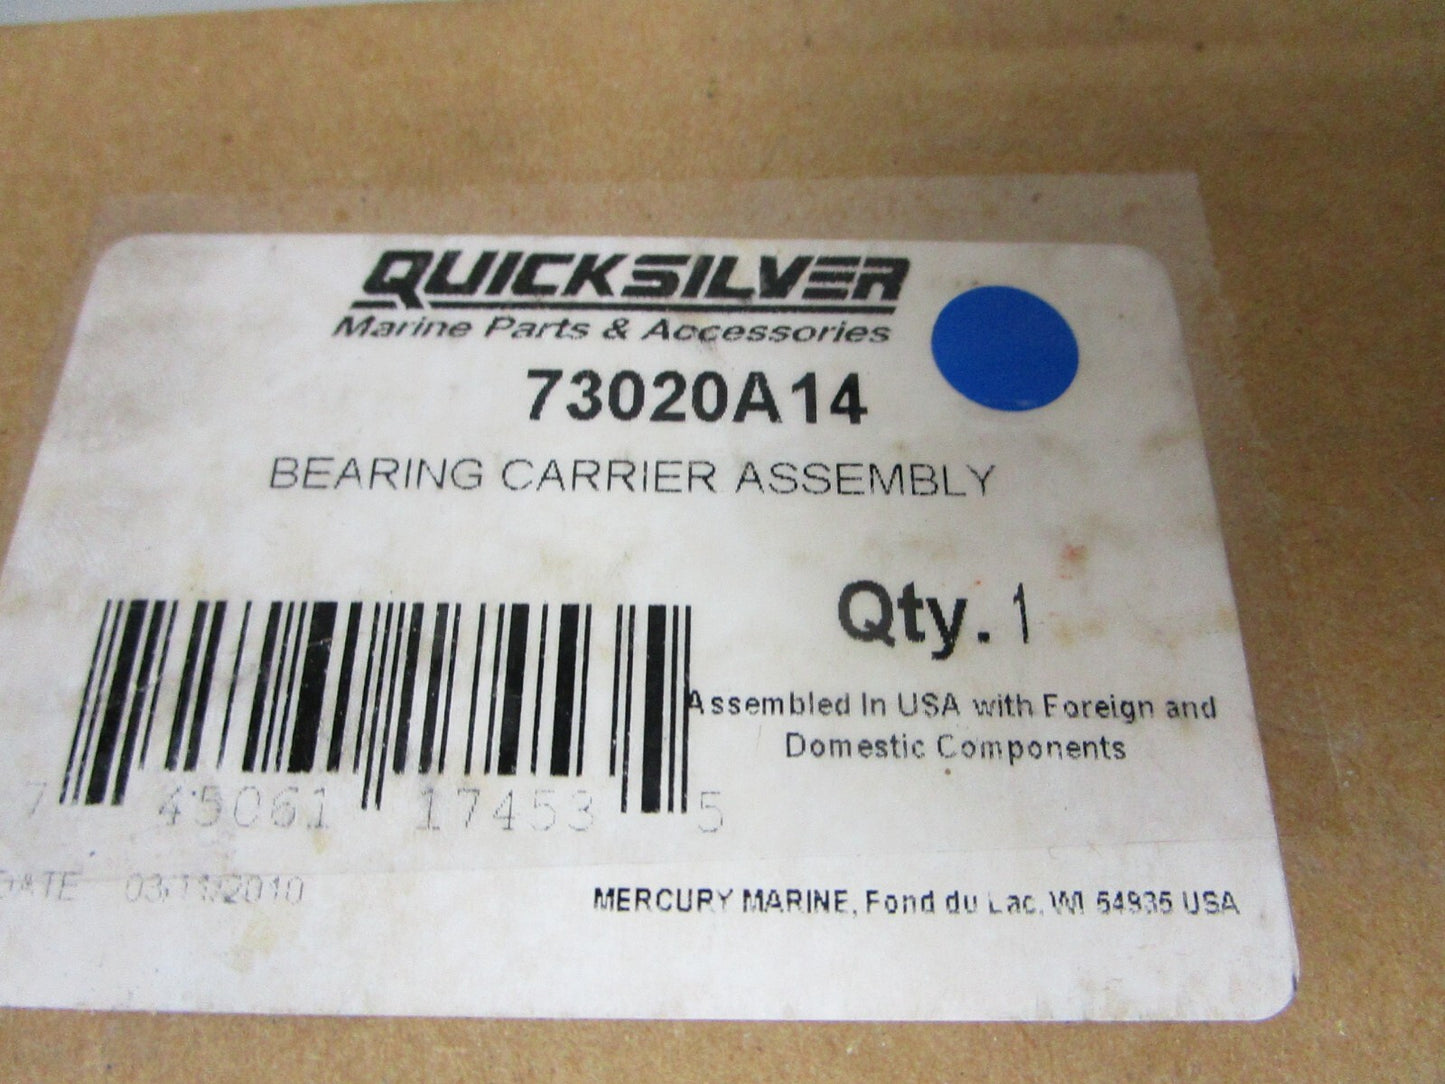 QUICKSILVER
Marine Parts & Accessories
73020A14
BEARING CARRIER ASSEMBLY
Qty. 1
Assembled In USA with Foreign and
Domestic Components
7 45061 17453 5
DATE 03/11/2010
MERCURY MARINE, Fond du Lac, WI 54935 USA